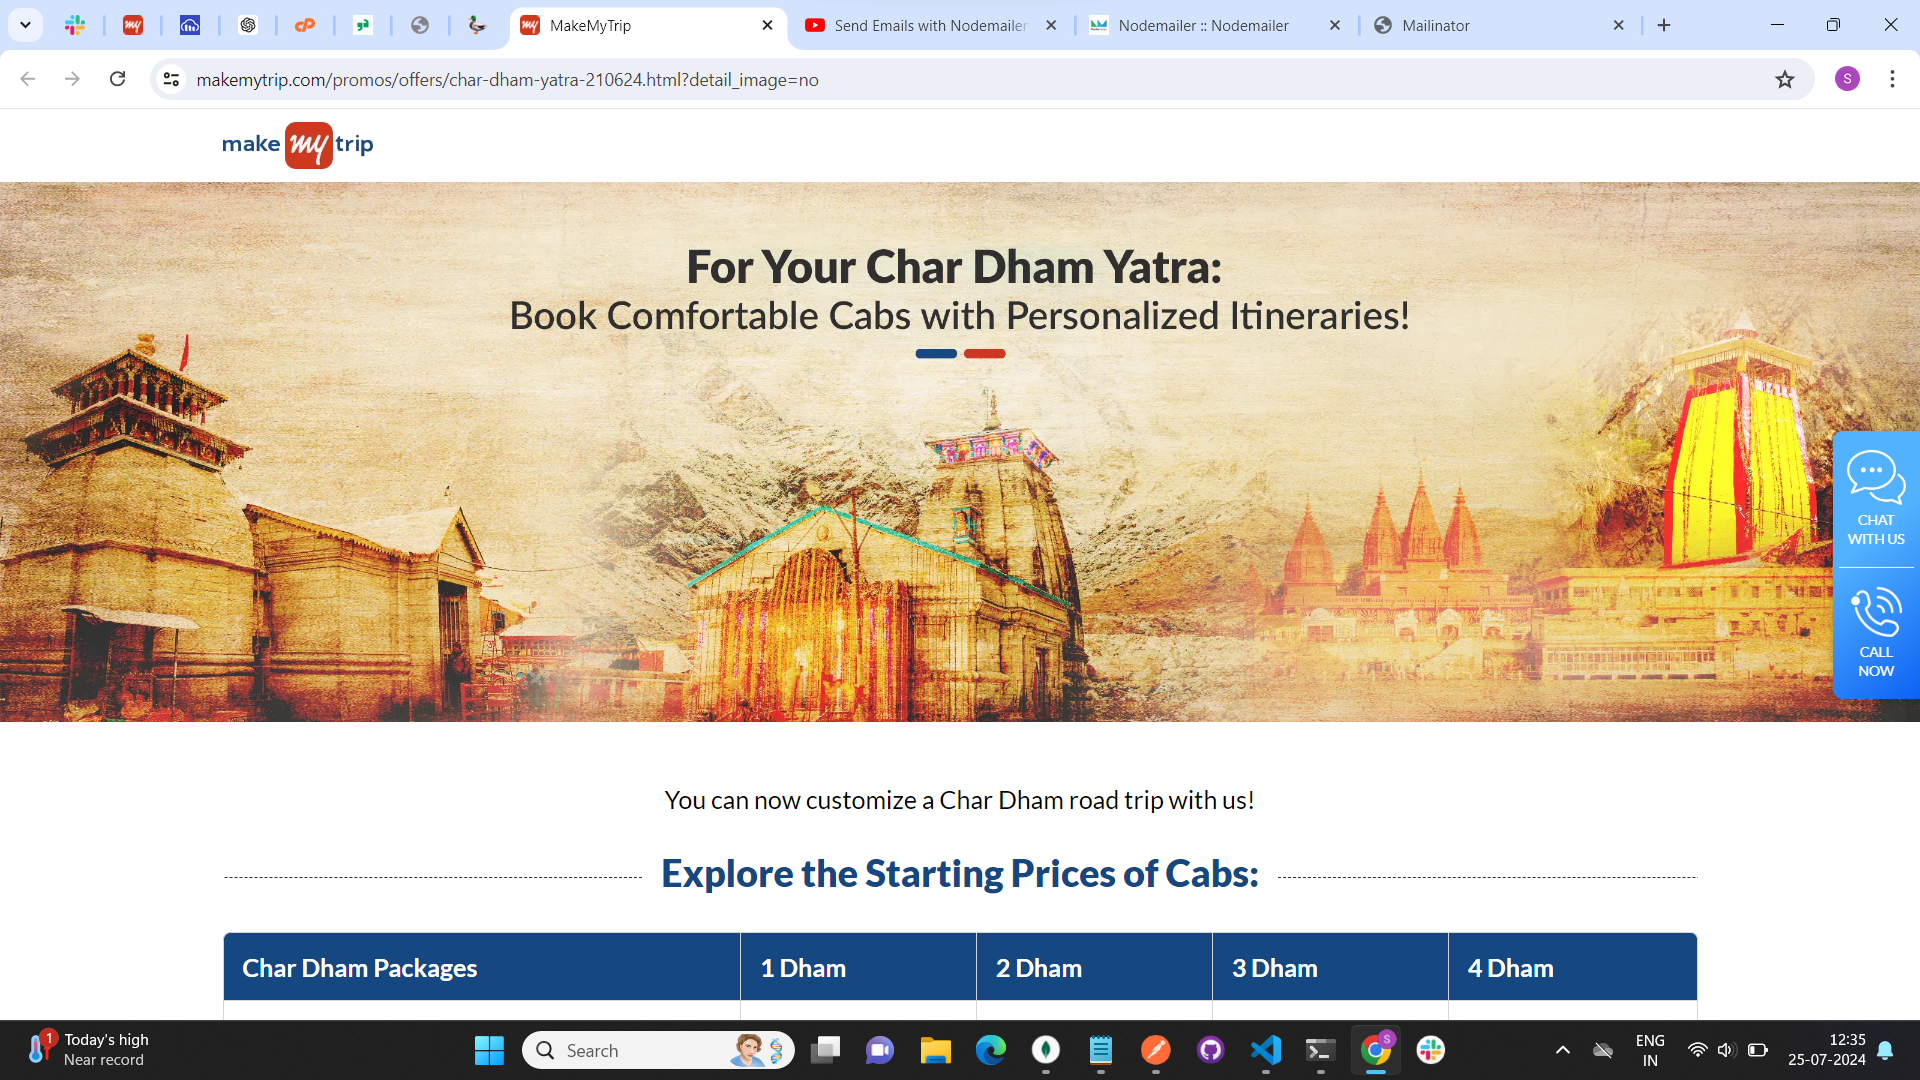 MakeMyTrip
Send Emails with Nodemailer
Nodemailer :: Nodemailer
Mailinator
makemytrip.com/promos/offers/char-dham-yatra-210624.html?detail_image=no
S
make my trip
For Your Char Dham Yatra:
Book Comfortable Cabs with Personalized Itineraries!
CHAT
WITH US
CALL
NOW
You can now customize a Char Dham road trip with us!
Explore the Starting Prices of Cabs:
Char Dham Packages 1 Dham 2 Dham 3 Dham 4 Dham
1
Today's high
Near record
Search
S
ENG
IN
12:35
25-07-2024